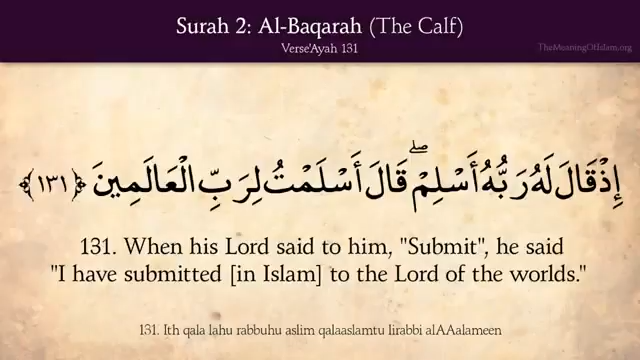 Surah 2: Al-Baqarah (The Calf)
Verse'Ayah 131
TheMeaningOfIslam.org
إِذْ قَالَ لَهُ رَبُّهُ أَسْلِمْ ۖ قَالَ أَسْلَمْتُ لِرَبِّ الْعَالَمِينَ ﴿١٣١﴾
131. When his Lord said to him, "Submit", he said
"I have submitted [in Islam] to the Lord of the worlds."
131. Ith qala lahu rabbuhu aslim qalaaslamtu lirabbi alAAalameen